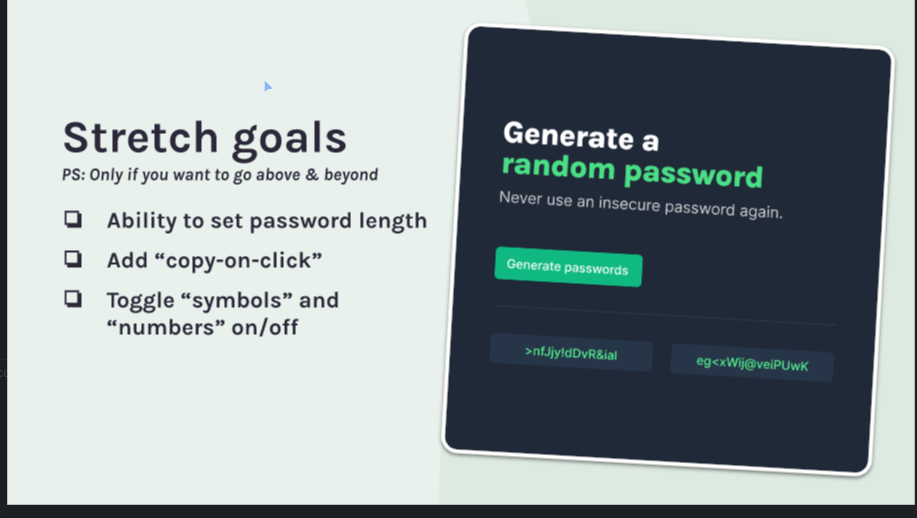 Stretch goals
PS: Only if you want to go above & beyond
Ability to set password length
Add “copy-on-click”
Toggle “symbols” and
“numbers” on/off
Generate a
random password
Never use an insecure password again.
Generate passwords
>nfJjy!dDvR&ial
eg<xWij@veiPUwK